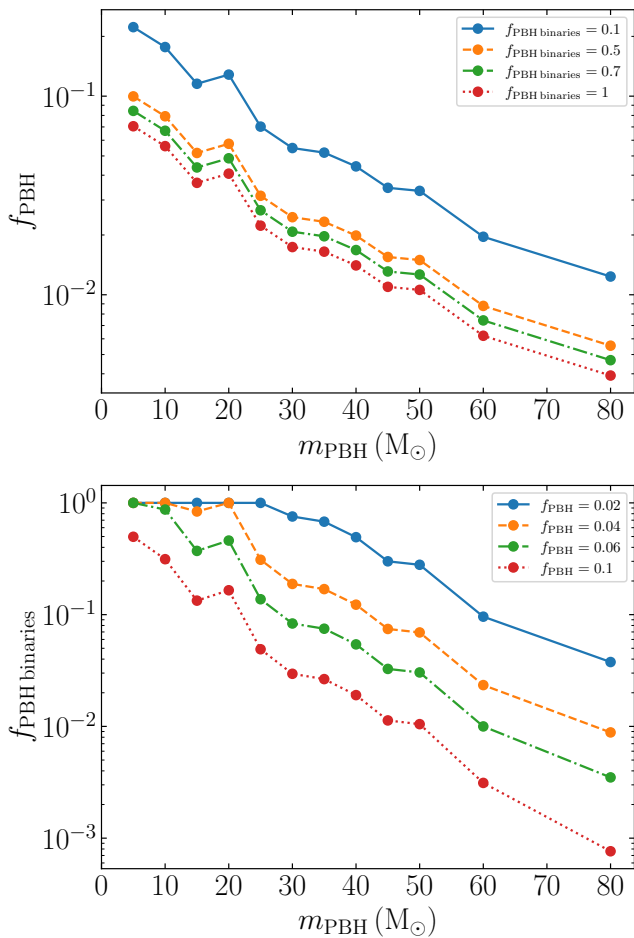 f_PBH
10^{-1}
10^{-2}
f_PBH binaries = 0.1
f_PBH binaries = 0.5
f_PBH binaries = 0.7
f_PBH binaries = 1
0 10 20 30 40 50 60 70 80
m_PBH (M_⊙)
f_PBH binaries
10^0
10^{-1}
10^{-2}
10^{-3}
f_PBH = 0.02
f_PBH = 0.04
f_PBH = 0.06
f_PBH = 0.1
0 10 20 30 40 50 60 70 80
m_PBH (M_⊙)